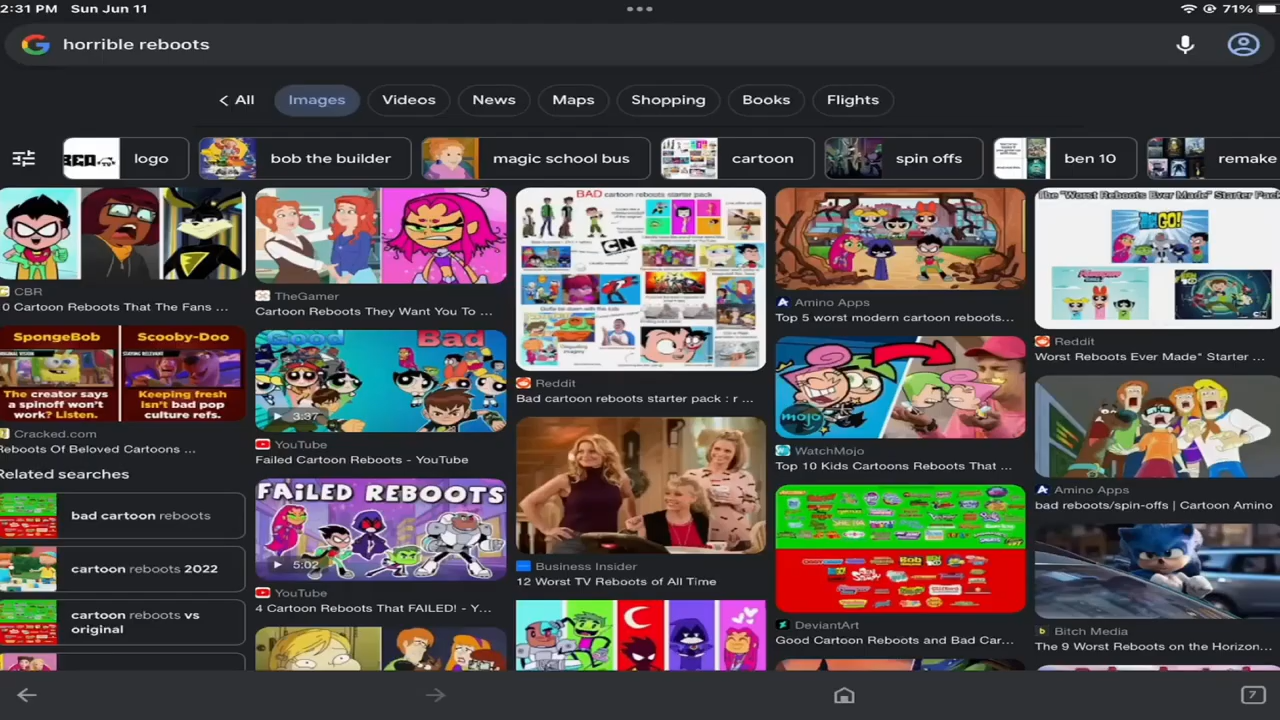 2:31 PM Sun Jun 11
71%
horrible reboots
All
Images
Videos
News
Maps
Shopping
Books
Flights
logo
bob the builder
magic school bus
cartoon
spin offs
ben 10
remake
CBR
0 Cartoon Reboots That The Fans ...
SpongeBob
Scooby-Doo
The creator says
a spinoff won't
work? Listen.
Keeping fresh
isn't bad pop
culture refs.
Cracked.com
Reboots Of Beloved Cartoons ...
Related searches
bad cartoon reboots
cartoon reboots 2022
cartoon reboots vs
original
TheGamer
Cartoon Reboots They Want You To ...
Good
Bad
3:37
YouTube
Failed Cartoon Reboots - YouTube
FAILED REBOOTS
5:02
YouTube
4 Cartoon Reboots That FAILED! - Y...
BAD cartoon reboots starter pack
CN
Reddit
Bad cartoon reboots starter pack : r ...
Business Insider
12 Worst TV Reboots of All Time
Amino Apps
Top 5 worst modern cartoon reboots...
mojo
WatchMojo
Top 10 Kids Cartoons Reboots That ...
DeviantArt
Good Cartoon Reboots and Bad Car...
The "Worst Reboots Ever Made" Starter Pac
GO!
Reddit
Worst Reboots Ever Made" Starter ...
Amino Apps
bad reboots/spin-offs | Cartoon Amino
Bitch Media
The 9 Worst Reboots on the Horizon...
7